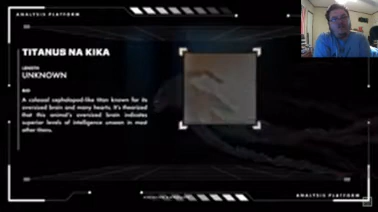 ANALYSIS PLATFORM
TITANUS NA KIKA
LENGTH
UNKNOWN
BIO
A colossal cephalopod-like titan known for its
oversized brain and many hearts. It's theorized
that this animal's oversized brain indicates
superior levels of intelligence unseen in most
other titans.
ANALYSIS PLATFORM